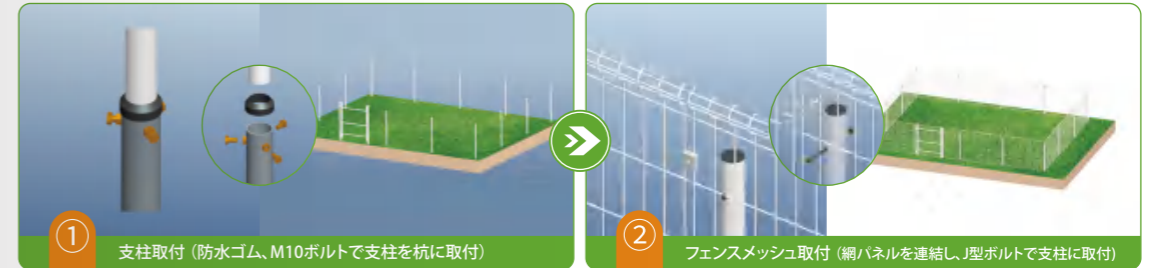 ①
支柱取付（防水ゴム、M10ボルトで支柱を杭に取付）
②
フェンスメッシュ取付（網パネルを連結し、J型ボルトで支柱に取付）